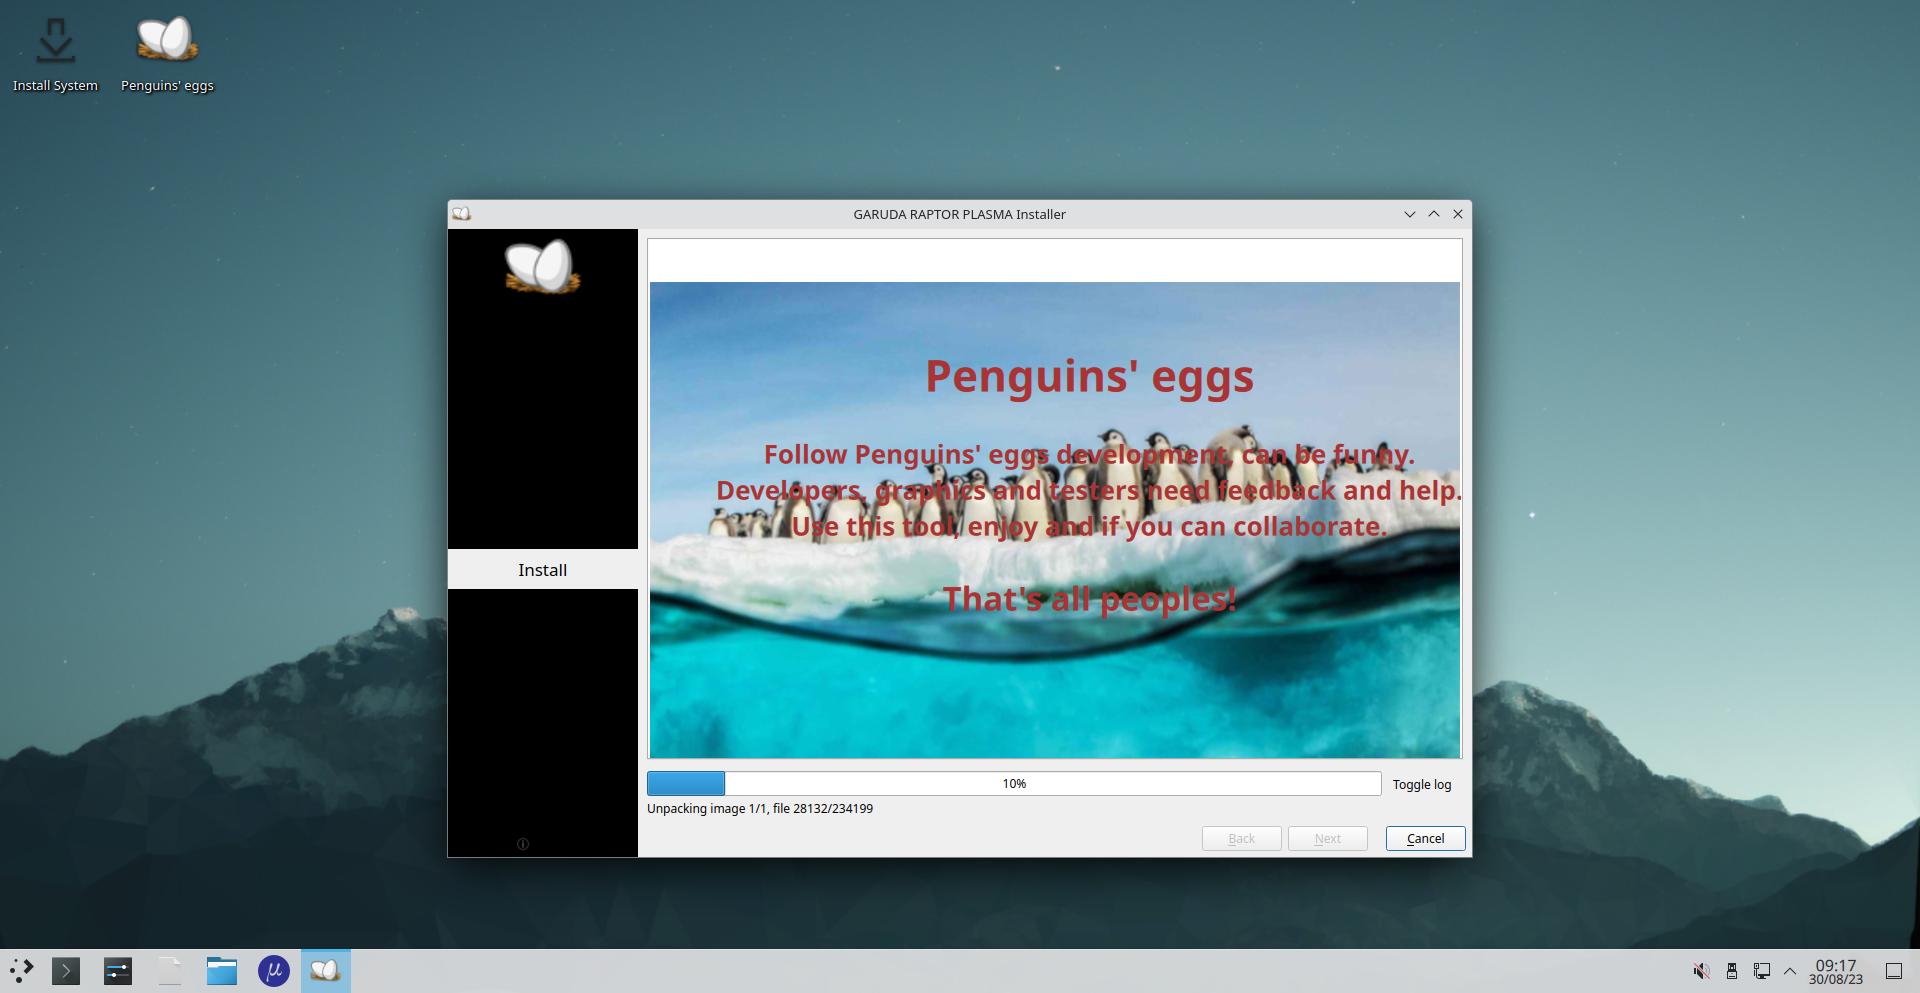 Install System
Penguins' eggs
GARUDA RAPTOR PLASMA Installer
Penguins' eggs
Follow Penguins' eggs development, can be funny.
Developers, graphics and testers need feedback and help.
Use this tool, enjoy and if you can collaborate.
That's all peoples!
Install
10%
Toggle log
Unpacking image 1/1, file 28132/234199
Back
Next
Cancel
μ
09:17
30/08/23